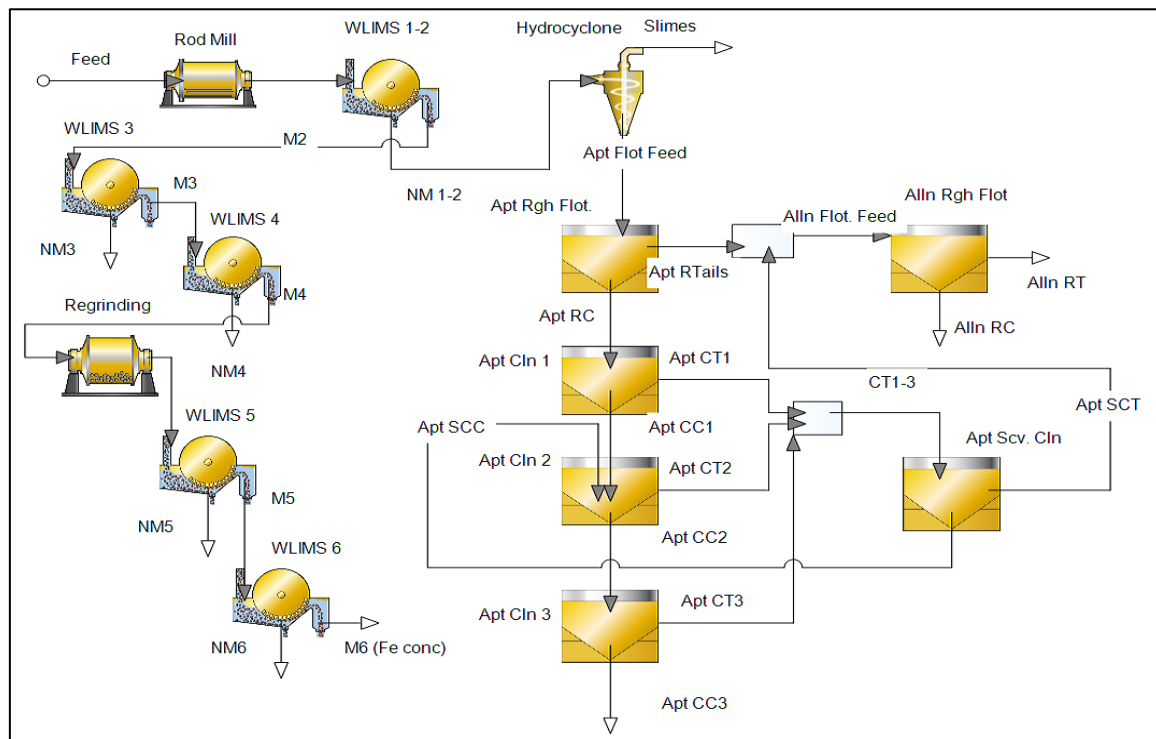 Feed
Rod Mill
WLIMS 1-2
Hydrocyclone
Slimes
WLIMS 3
M2
Apt Flot Feed
M3
NM 1-2
WLIMS 4
Apt Rgh Flot.
Alln Flot. Feed
Alln Rgh Flot
NM3
Apt RTails
M4
Alln RT
Regrinding
Apt RC
Alln RC
NM4
Apt Cln 1
Apt CT1
CT1-3
Apt SCT
WLIMS 5
Apt SCC
Apt CC1
Apt Scv. Cln
Apt Cln 2
Apt CT2
M5
NM5
Apt CC2
WLIMS 6
Apt Cln 3
Apt CT3
NM6
M6 (Fe conc)
Apt CC3